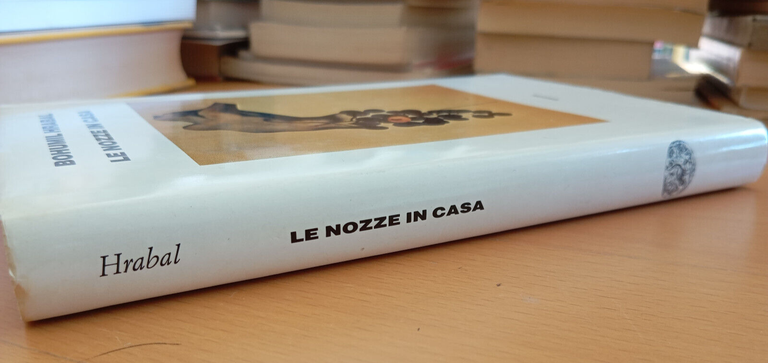 BOHUMIL HRABAL
LE NOZZE IN CASA
Hrabal
LE NOZZE IN CASA